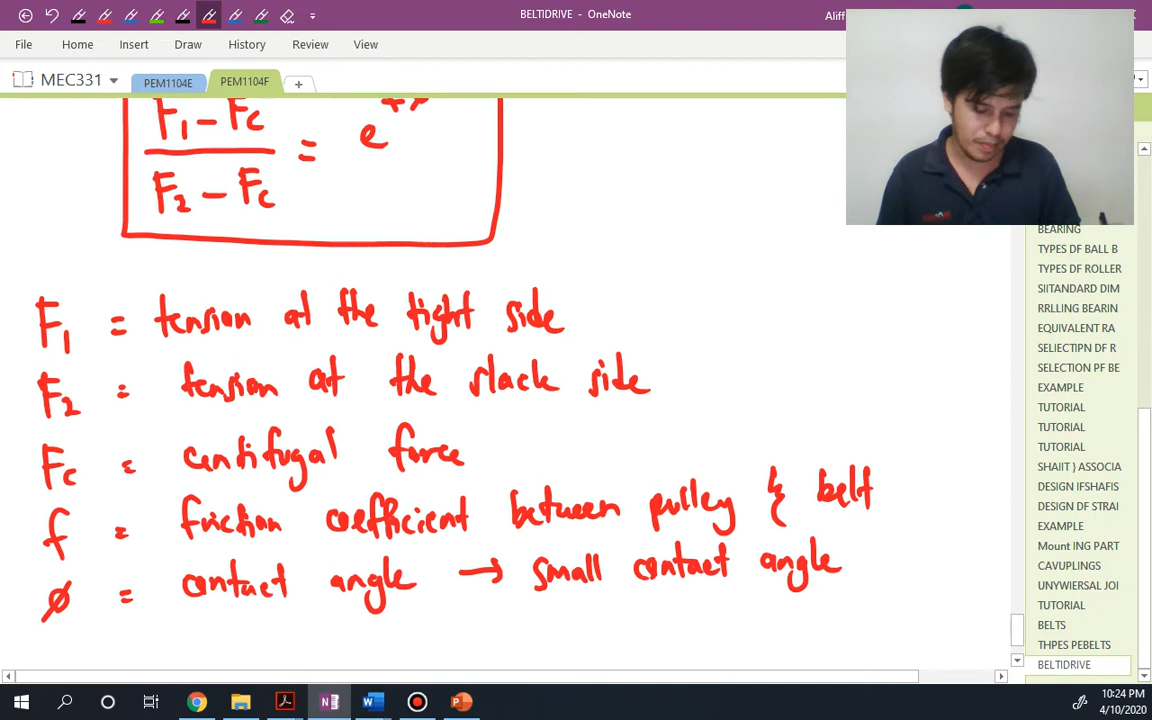 BELTIDRIVE - OneNote
Aliff
File Home Insert Draw History Review View
MEC331 PEM1104E PEM1104F
F1 - Fc
= e
F2 - Fc
F1 = tension at the tight side
F2 = tension at the slack side
Fc = centifugal force
f = friction coefficient between pulley & belt
ø = contact angle → small contact angle
BEARING
TYPES DF BALL B
TYPES DF ROLLER
SIITANDARD DIM
RRLLING BEARIN
EQUIVALENT RA
SELIECTIPN DF R
SELECTION PF BE
EXAMPLE
TUTORIAL
TUTORIAL
TUTORIAL
SHAIIT } ASSOCIA
DESIGN IFSHAFIS
DESIGN DF STRAI
EXAMPLE
Mount ING PART
CAVUPLINGS
UNYWIERSAL JOI
TUTORIAL
BELTS
THPES PEBELTS
BELTIDRIVE
10:24 PM
4/10/2020